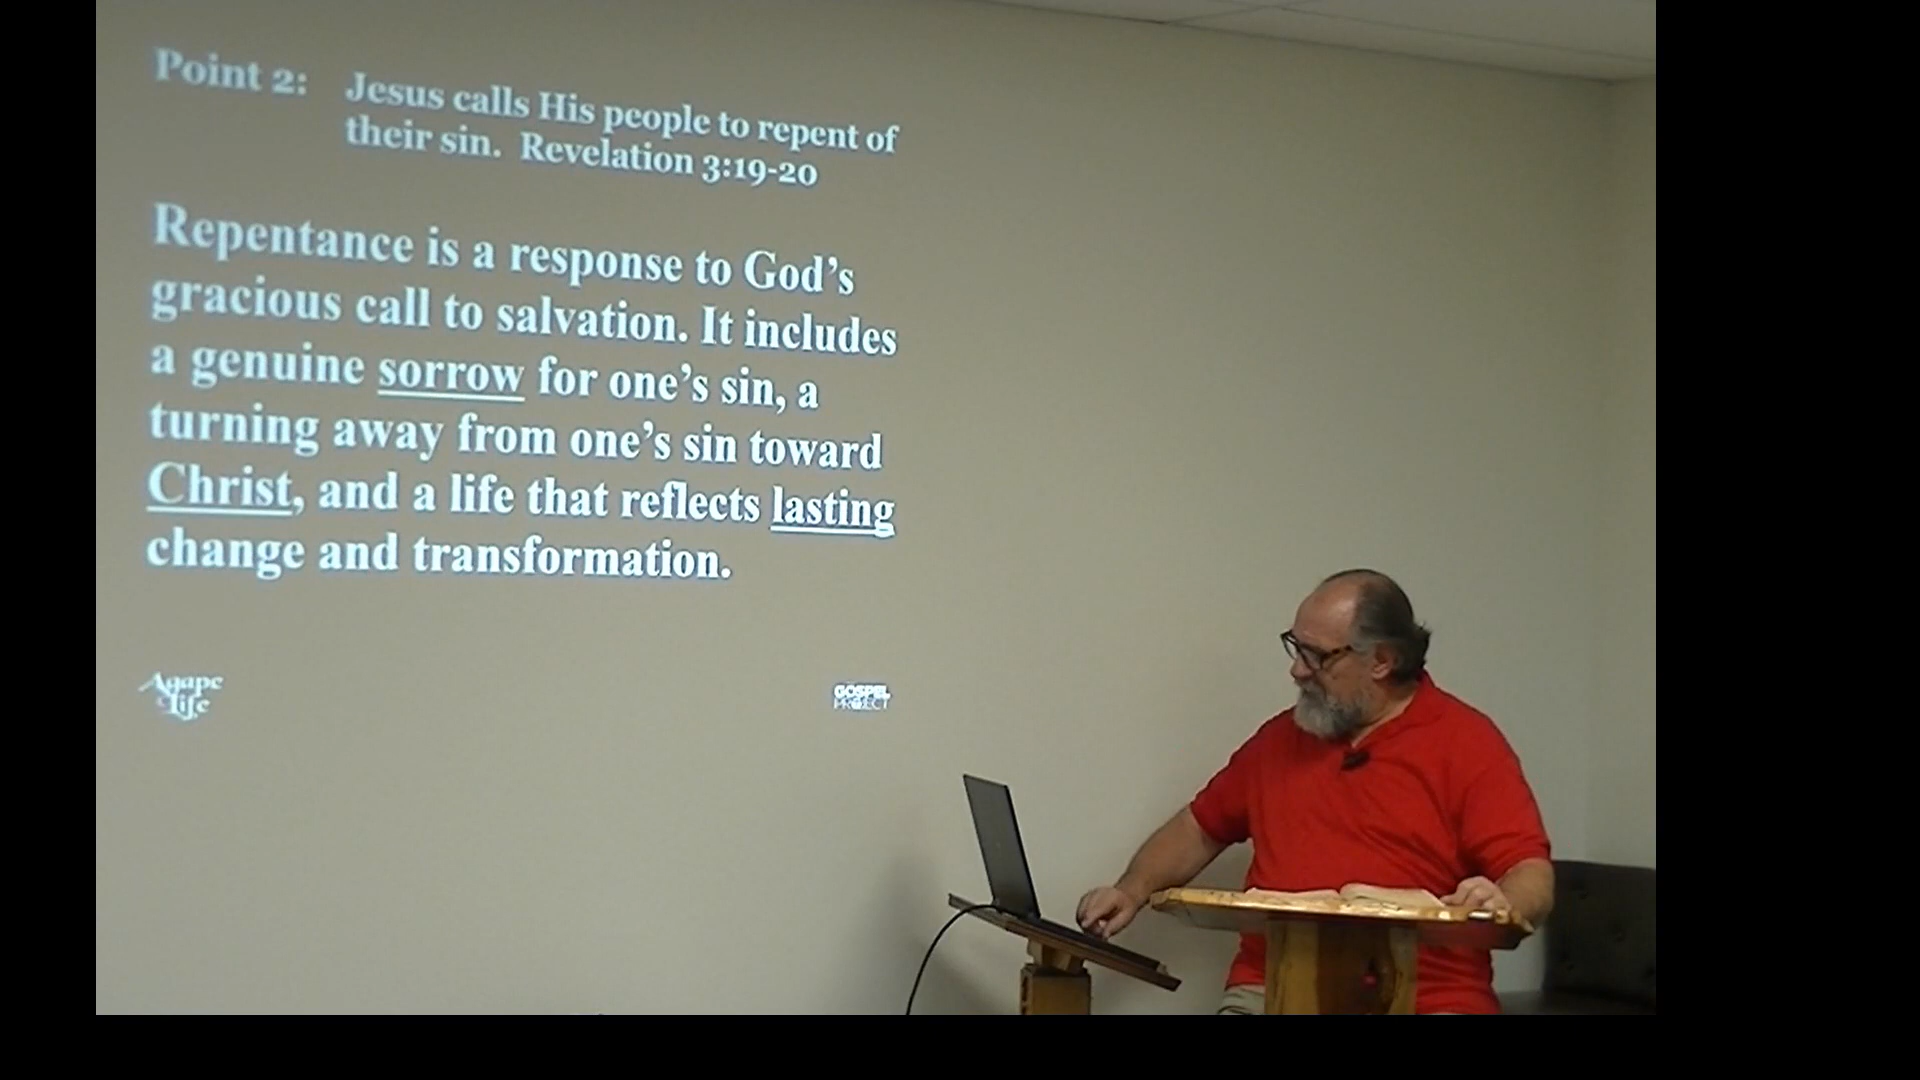 Point 2: Jesus calls His people to repent of
their sin. Revelation 3:19-20
Repentance is a response to God’s
gracious call to salvation. It includes
a genuine sorrow for one’s sin, a
turning away from one’s sin toward
Christ, and a life that reflects lasting
change and transformation.
Agape
Life
GOSPEL
PROJECT